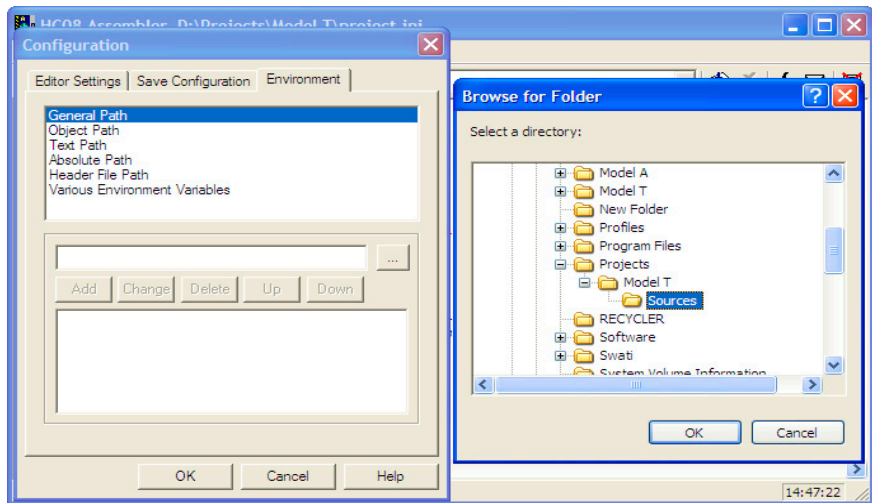 HC08 Assembler D:\Projects\Model T\project.ini
Configuration
Editor Settings Save Configuration Environment
General Path
Object Path
Text Path
Absolute Path
Header File Path
Various Environment Variables
...
Add Change Delete Up Down
OK Cancel Help
Browse for Folder
Select a directory:
Model A
Model T
New Folder
Profiles
Program Files
Projects
Model T
Sources
RECYCLER
Software
Swati
System Volume Information
OK Cancel
14:47:22